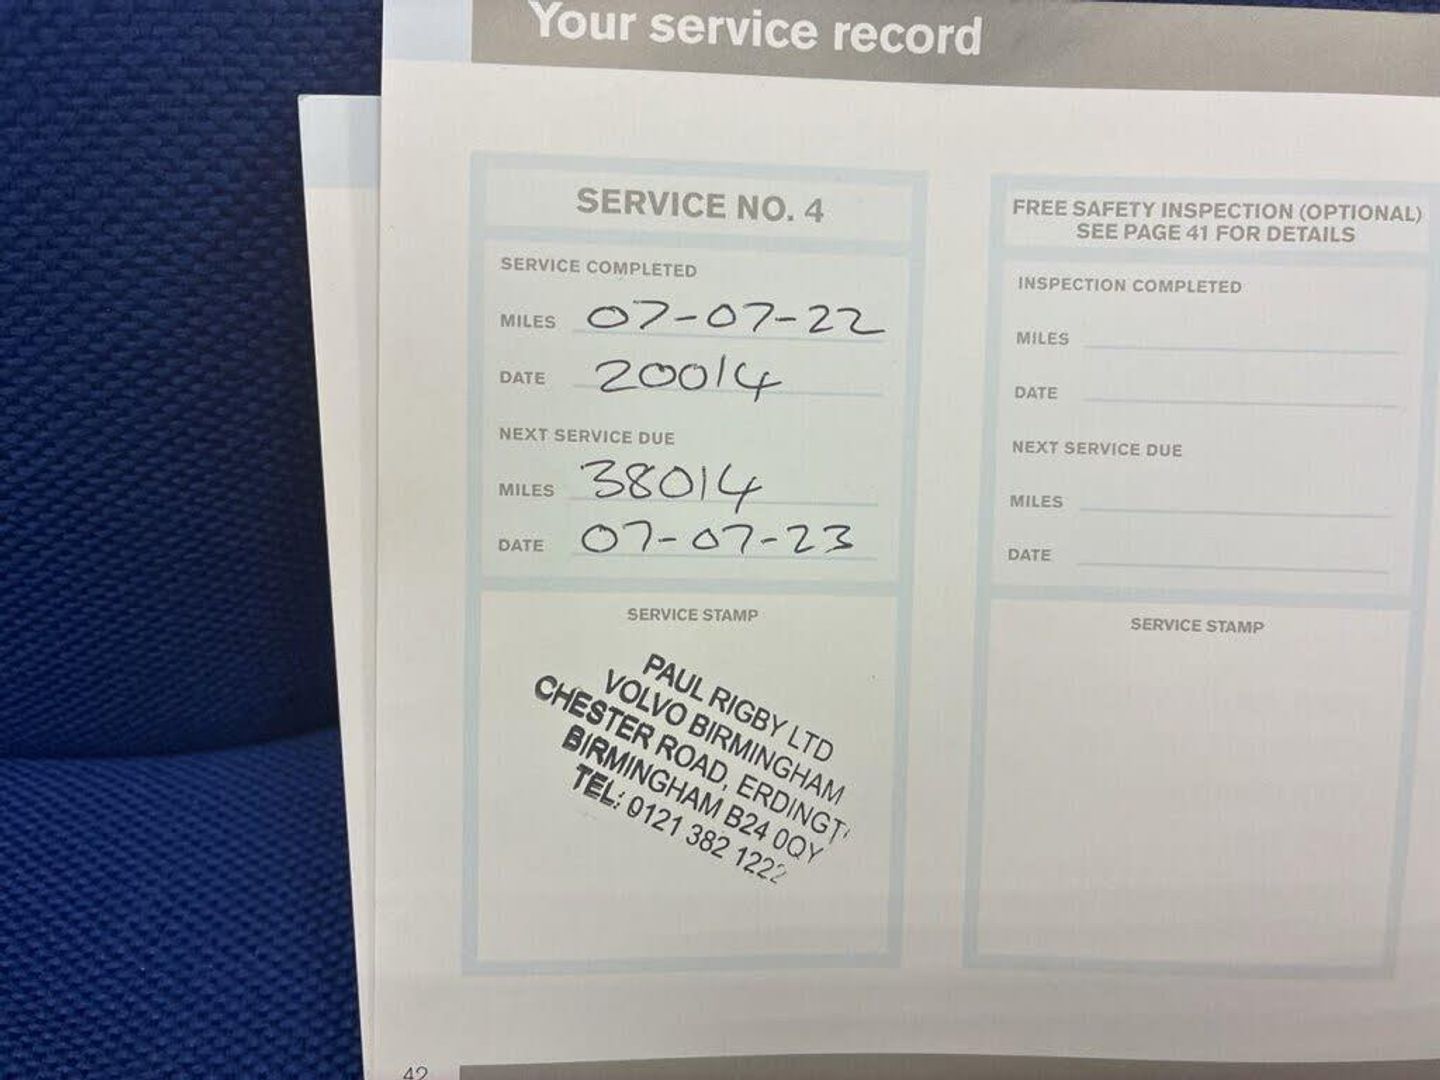 Your service record
SERVICE NO. 4
SERVICE COMPLETED
MILES 07-07-22
DATE 20014
NEXT SERVICE DUE
MILES 38014
DATE 07-07-23
SERVICE STAMP
PAUL RIGBY LTD
VOLVO BIRMINGHAM
CHESTER ROAD, ERDINGT
BIRMINGHAM B24 0QY
TEL: 0121 382 1222
FREE SAFETY INSPECTION (OPTIONAL)
SEE PAGE 41 FOR DETAILS
INSPECTION COMPLETED
MILES
DATE
NEXT SERVICE DUE
MILES
DATE
SERVICE STAMP
42